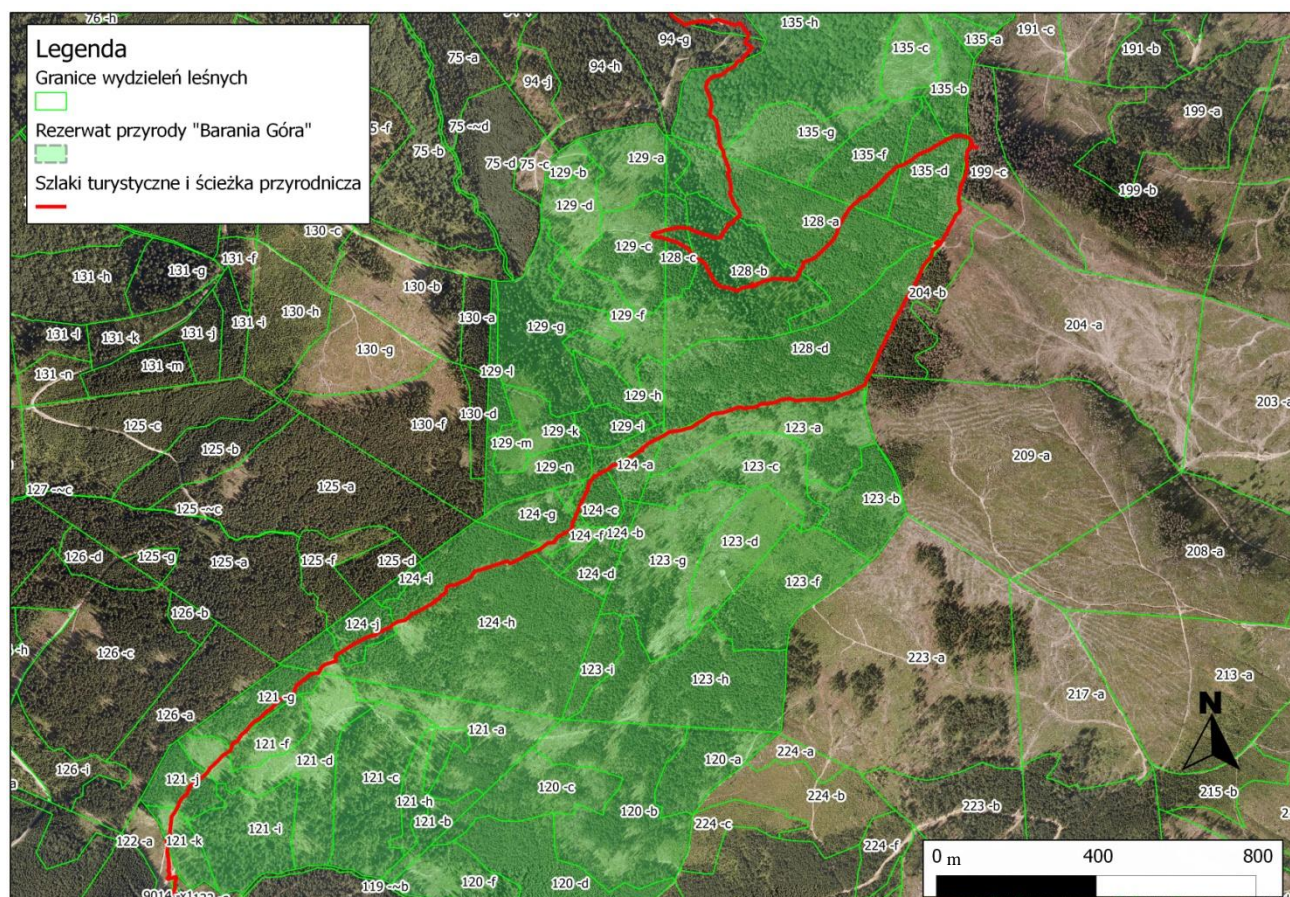 76 -h
94 -g
135 -h
135 -a
191 -c
191 -b
Legenda
Granice wydzieleń leśnych
Rezerwat przyrody "Barania Góra"
Szlaki turystyczne i ścieżka przyrodnicza
75 -a
94 -h
94 -j
135 -c
135 -b
199 -a
75 -~d
75 -b
75 -d
75 -c
135 -g
129 -a
135 -f
129 -b
135 -d
199 -c
199 -b
129 -d
128 -a
130 -c
129 -c
128 -c
128 -b
131 -f
131 -h
131 -g
130 -b
204 -b
130 -h
130 -a
129 -g
129 -f
131 -i
204 -a
131 -l
131 -k
131 -j
130 -g
128 -d
131 -m
131 -n
129 -l
129 -h
203 -a
130 -d
125 -c
130 -f
129 -k
129 -i
123 -a
129 -m
125 -b
129 -n
124 -a
123 -c
209 -a
125 -a
127 -~c
123 -b
125 -~c
124 -g
124 -c
124 -f
124 -b
123 -d
208 -a
126 -d
125 -g
125 -a
125 -f
125 -d
123 -g
124 -i
124 -d
123 -f
126 -b
124 -j
124 -h
126 -c
223 -a
123 -i
123 -h
213 -a
217 -a
121 -g
126 -a
N
121 -a
121 -f
224 -a
121 -d
120 -a
126 -i
121 -j
121 -c
120 -c
224 -b
215 -b
121 -h
223 -b
120 -b
121 -b
224 -c
121 -i
122 -a
121 -k
224 -f
0 m
400
800
119 -~b
120 -f
120 -d